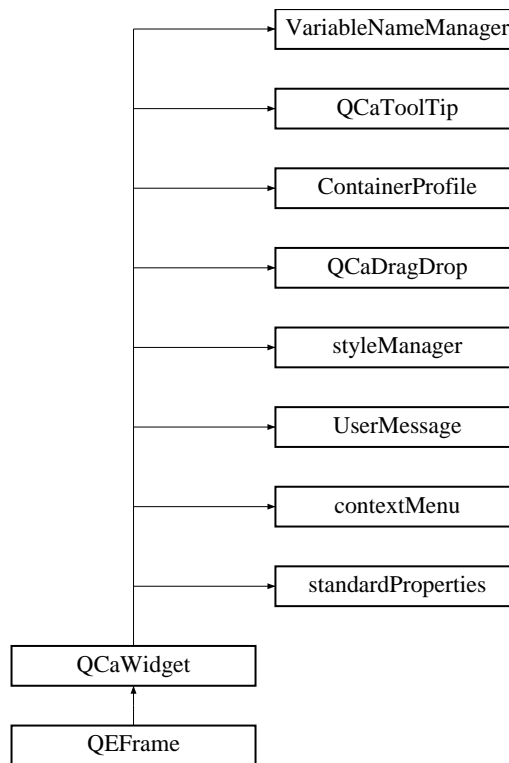 VariableNameManager
QCaToolTip
ContainerProfile
QCaDragDrop
styleManager
UserMessage
contextMenu
standardProperties
QCaWidget
QEFrame